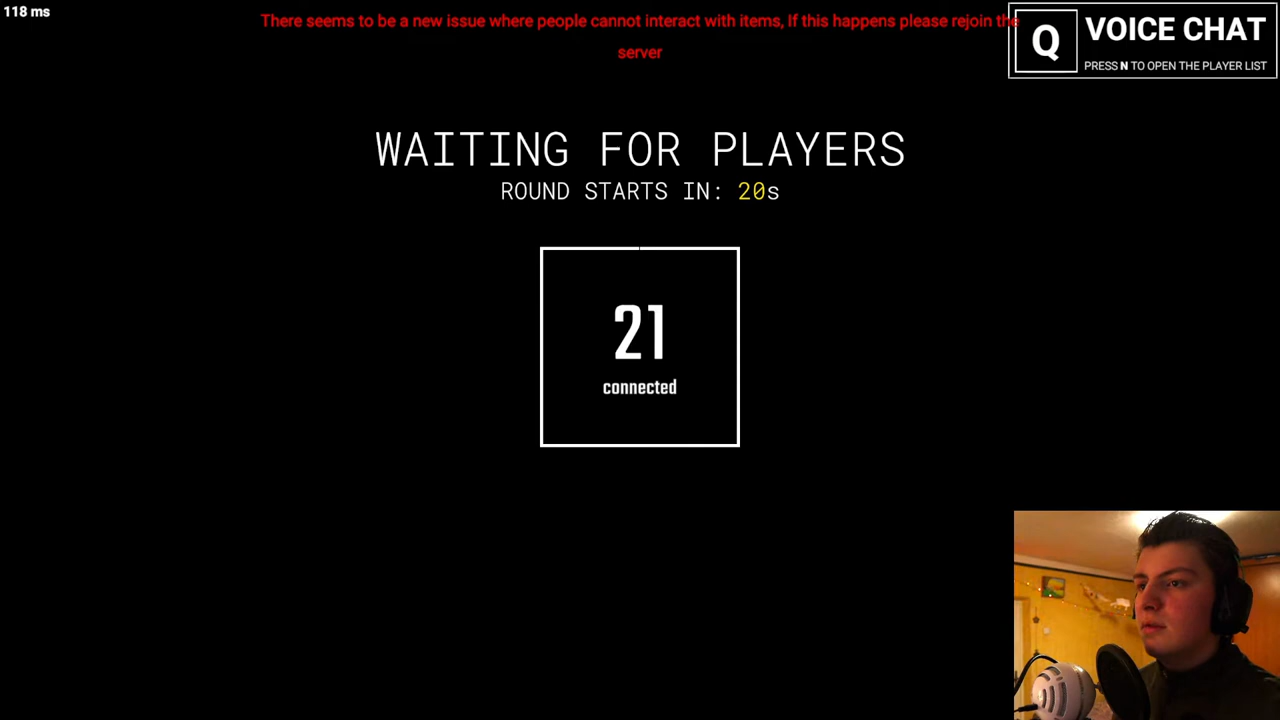 118 ms
There seems to be a new issue where people cannot interact with items, If this happens please rejoin the
server
Q
VOICE CHAT
PRESS N TO OPEN THE PLAYER LIST
WAITING FOR PLAYERS
ROUND STARTS IN: 20s
21
connected